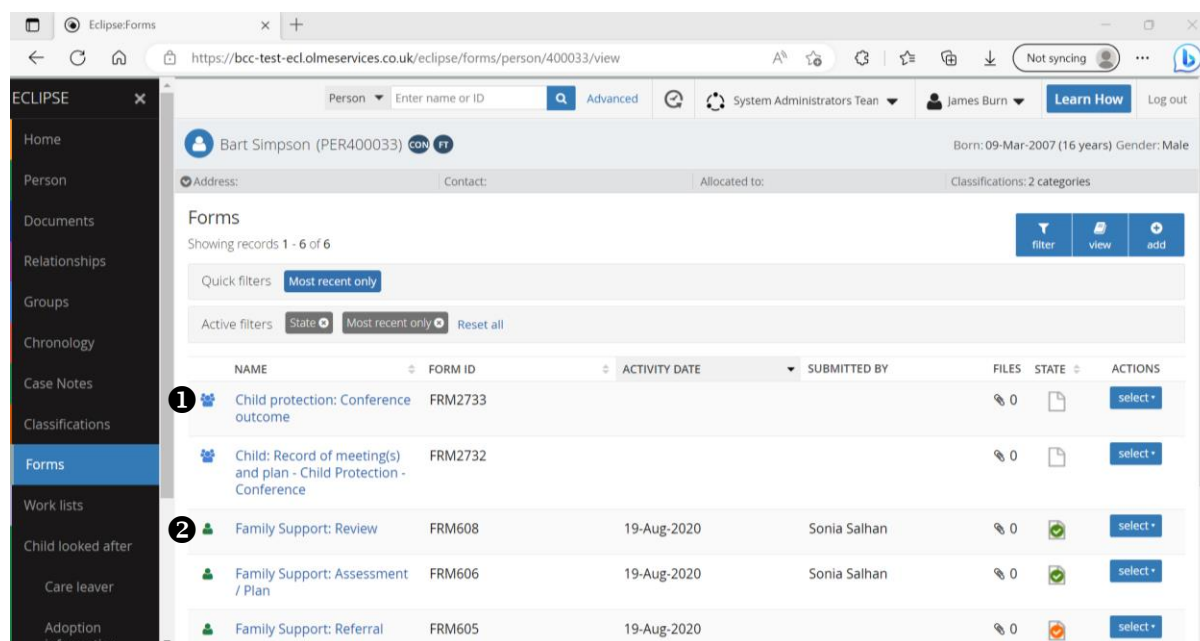 Eclipse:Forms
https://bcc-test-ecl.olmeservices.co.uk/eclipse/forms/person/400033/view
Not syncing
ECLIPSE
Person Enter name or ID Advanced System Administrators Tean James Burn Learn How Log out
Home
Person
Documents
Relationships
Groups
Chronology
Case Notes
Classifications
Forms
Work lists
Child looked after
Care leaver
Adoption
Bart Simpson (PER400033) CON FT Born: 09-Mar-2007 (16 years) Gender: Male
Address: Contact: Allocated to: Classifications: 2 categories
Forms
Showing records 1 - 6 of 6
filter view add
Quick filters Most recent only
Active filters State Most recent only Reset all
NAME FORM ID ACTIVITY DATE SUBMITTED BY FILES STATE ACTIONS
❶ Child protection: Conference FRM2733 0 select
outcome
Child: Record of meeting(s) FRM2732 0 select
and plan - Child Protection -
Conference
❷ Family Support: Review FRM608 19-Aug-2020 Sonia Salhan 0 select
Family Support: Assessment FRM606 19-Aug-2020 Sonia Salhan 0 select
/ Plan
Family Support: Referral FRM605 19-Aug-2020 0 select